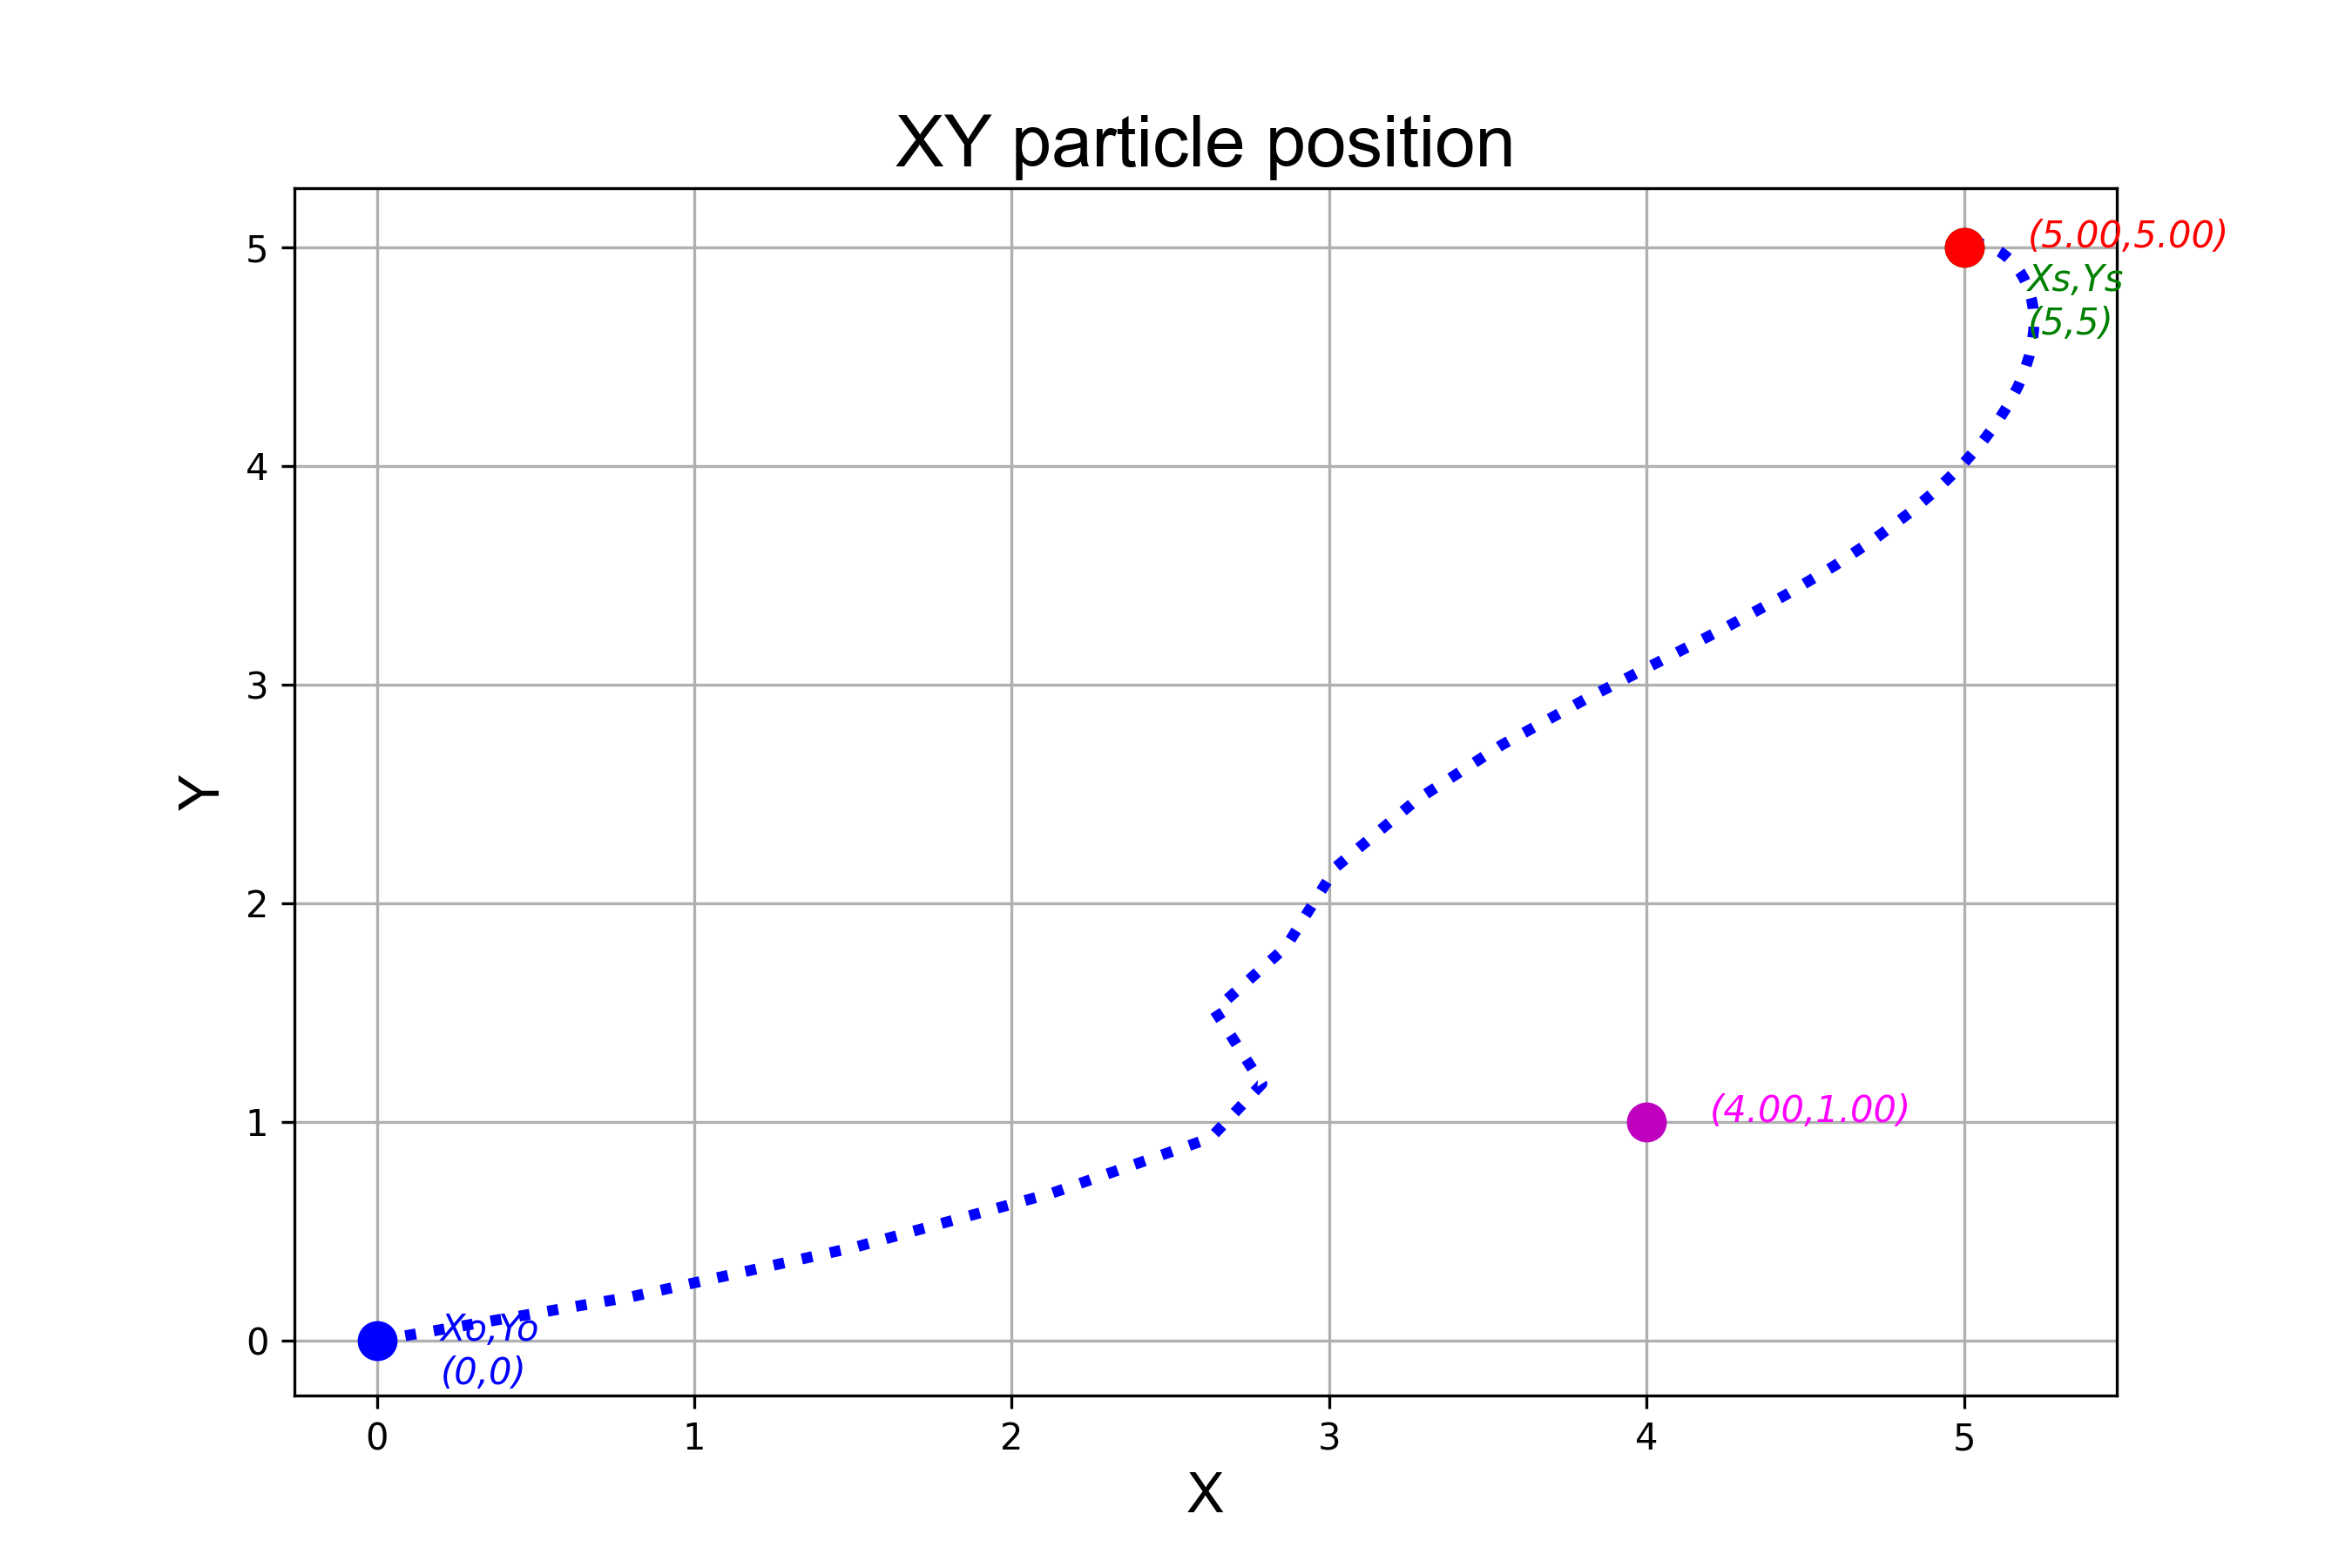 XY particle position
5
(5.00,5.00)
Xs,Ys
(5,5)
4
3
Y
2
1
(4.00,1.00)
0
Xo,Yo
(0,0)
0 1 2 3 4 5
X